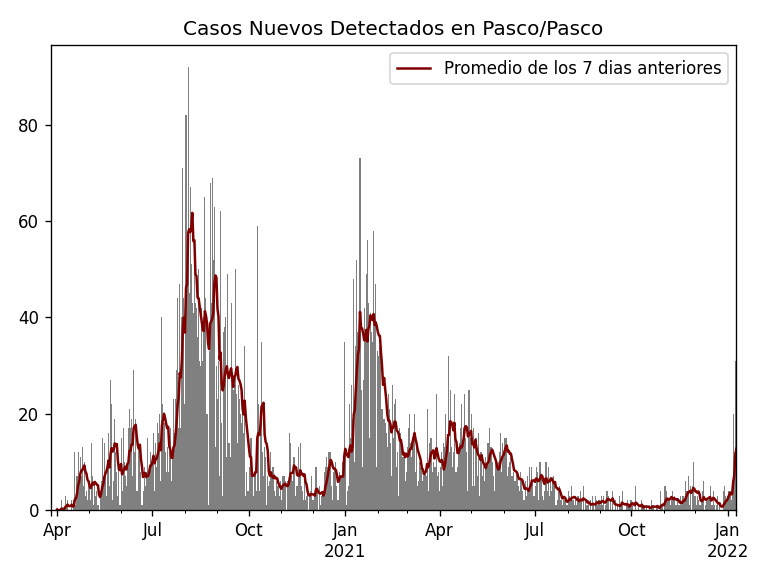 Casos Nuevos Detectados en Pasco/Pasco
Promedio de los 7 dias anteriores
80
60
40
20
0
Apr Jul Oct Jan Apr Jul Oct Jan
2021 2022